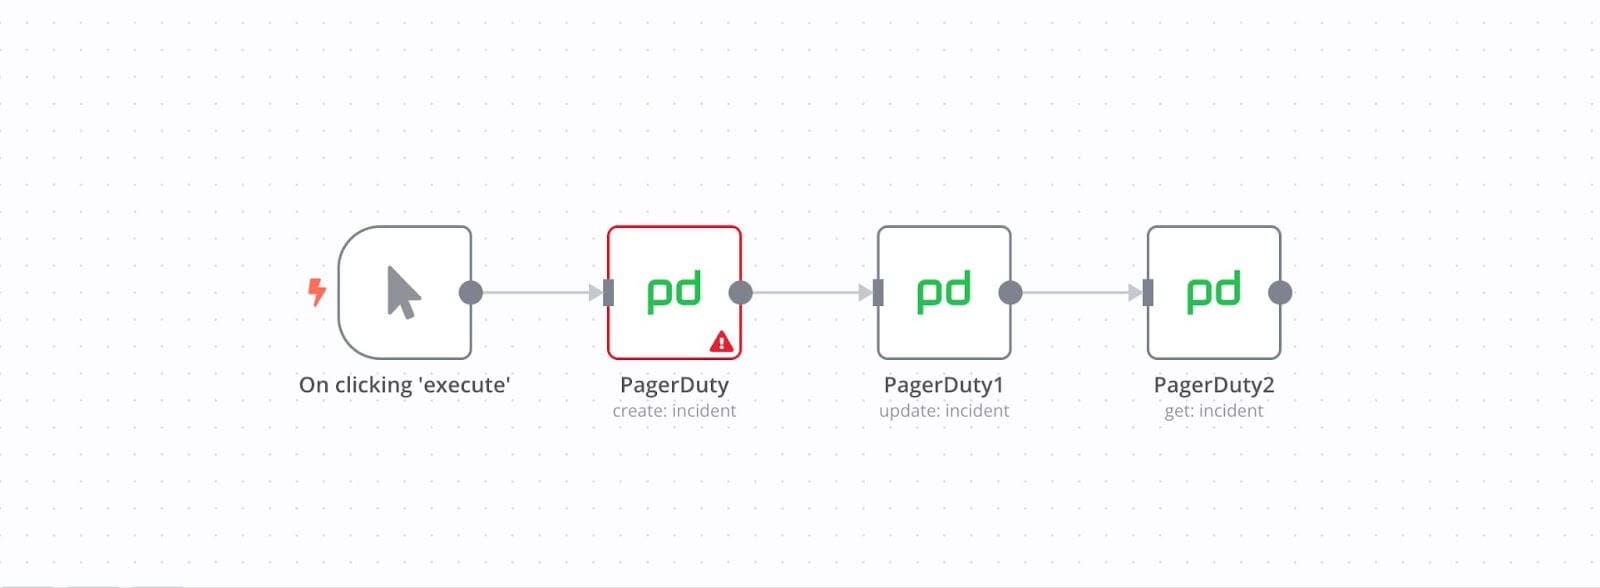 pd
pd
pd
On clicking 'execute'
PagerDuty
create: incident
PagerDuty1
update: incident
PagerDuty2
get: incident